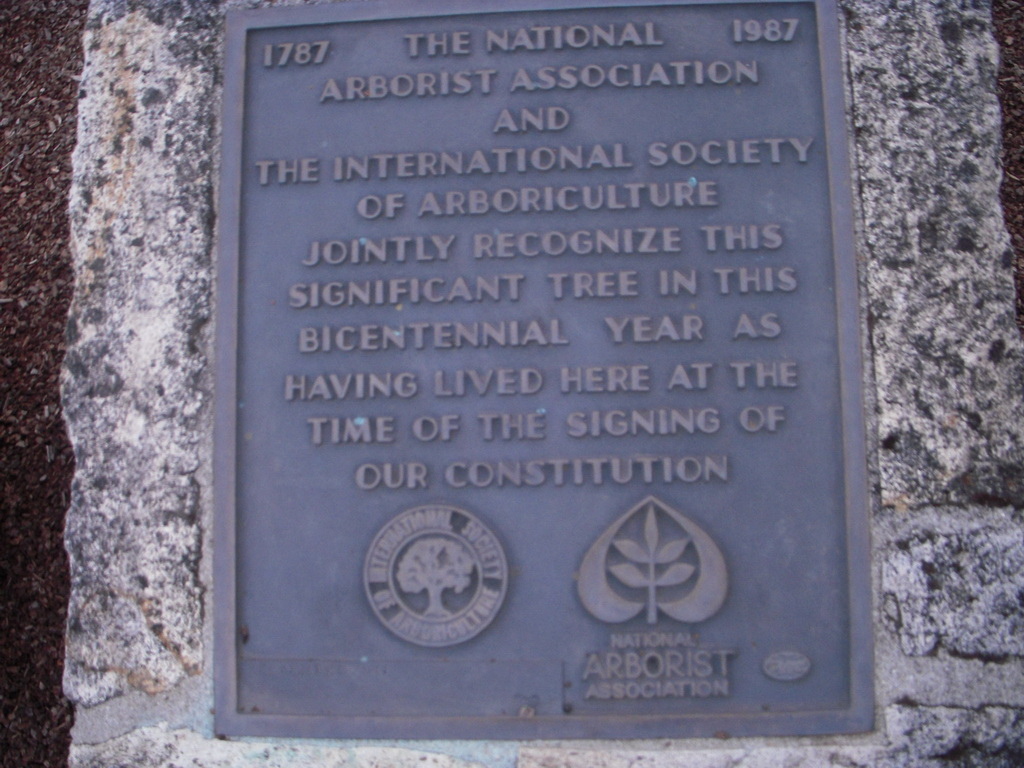 1787 THE NATIONAL 1987
ARBORIST ASSOCIATION
AND
THE INTERNATIONAL SOCIETY
OF ARBORICULTURE
JOINTLY RECOGNIZE THIS
SIGNIFICANT TREE IN THIS
BICENTENNIAL YEAR AS
HAVING LIVED HERE AT THE
TIME OF THE SIGNING OF
OUR CONSTITUTION
INTERNATIONAL SOCIETY
OF ARBORICULTURE
NATIONAL
ARBORIST
ASSOCIATION